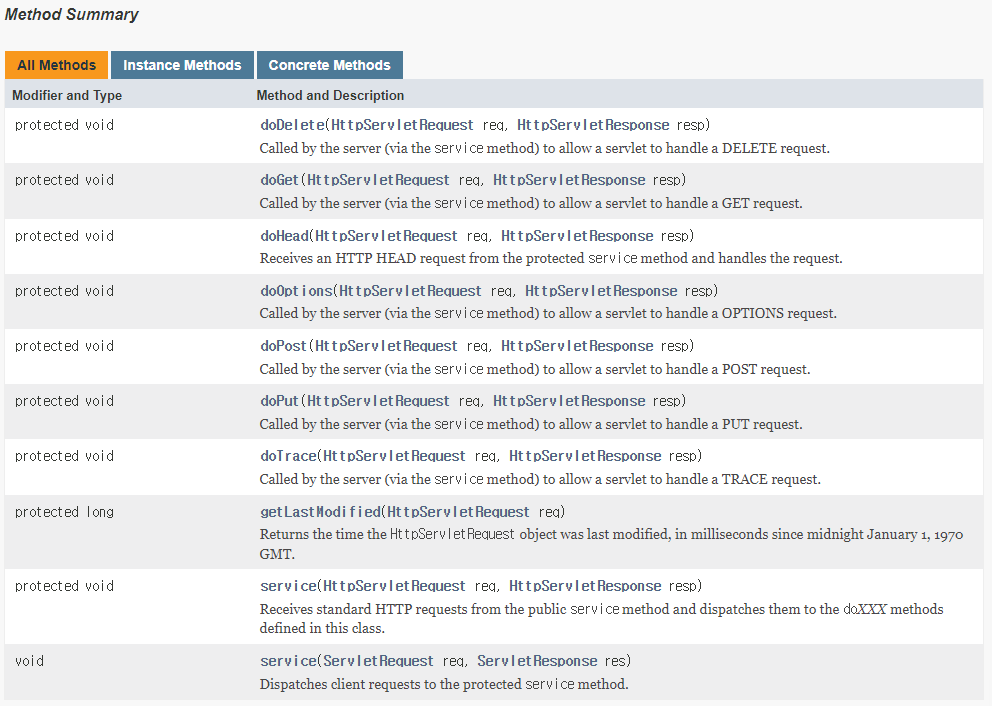 Method Summary
All Methods Instance Methods Concrete Methods
Modifier and Type Method and Description
protected void doDelete(HttpServletRequest req, HttpServletResponse resp)
Called by the server (via the service method) to allow a servlet to handle a DELETE request.
protected void doGet(HttpServletRequest req, HttpServletResponse resp)
Called by the server (via the service method) to allow a servlet to handle a GET request.
protected void doHead(HttpServletRequest req, HttpServletResponse resp)
Receives an HTTP HEAD request from the protected service method and handles the request.
protected void doOptions(HttpServletRequest req, HttpServletResponse resp)
Called by the server (via the service method) to allow a servlet to handle a OPTIONS request.
protected void doPost(HttpServletRequest req, HttpServletResponse resp)
Called by the server (via the service method) to allow a servlet to handle a POST request.
protected void doPut(HttpServletRequest req, HttpServletResponse resp)
Called by the server (via the service method) to allow a servlet to handle a PUT request.
protected void doTrace(HttpServletRequest req, HttpServletResponse resp)
Called by the server (via the service method) to allow a servlet to handle a TRACE request.
protected long getLastModified(HttpServletRequest req)
Returns the time the HttpServletRequest object was last modified, in milliseconds since midnight January 1, 1970
GMT.
protected void service(HttpServletRequest req, HttpServletResponse resp)
Receives standard HTTP requests from the public service method and dispatches them to the doXXX methods
defined in this class.
void service(ServletRequest req, ServletResponse res)
Dispatches client requests to the protected service method.